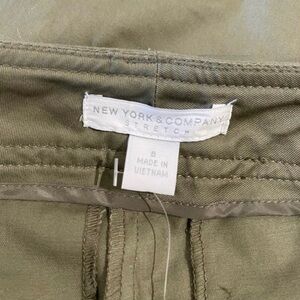 NEW YORK & COMPANY
STRETCH
8
MADE IN
VIETNAM